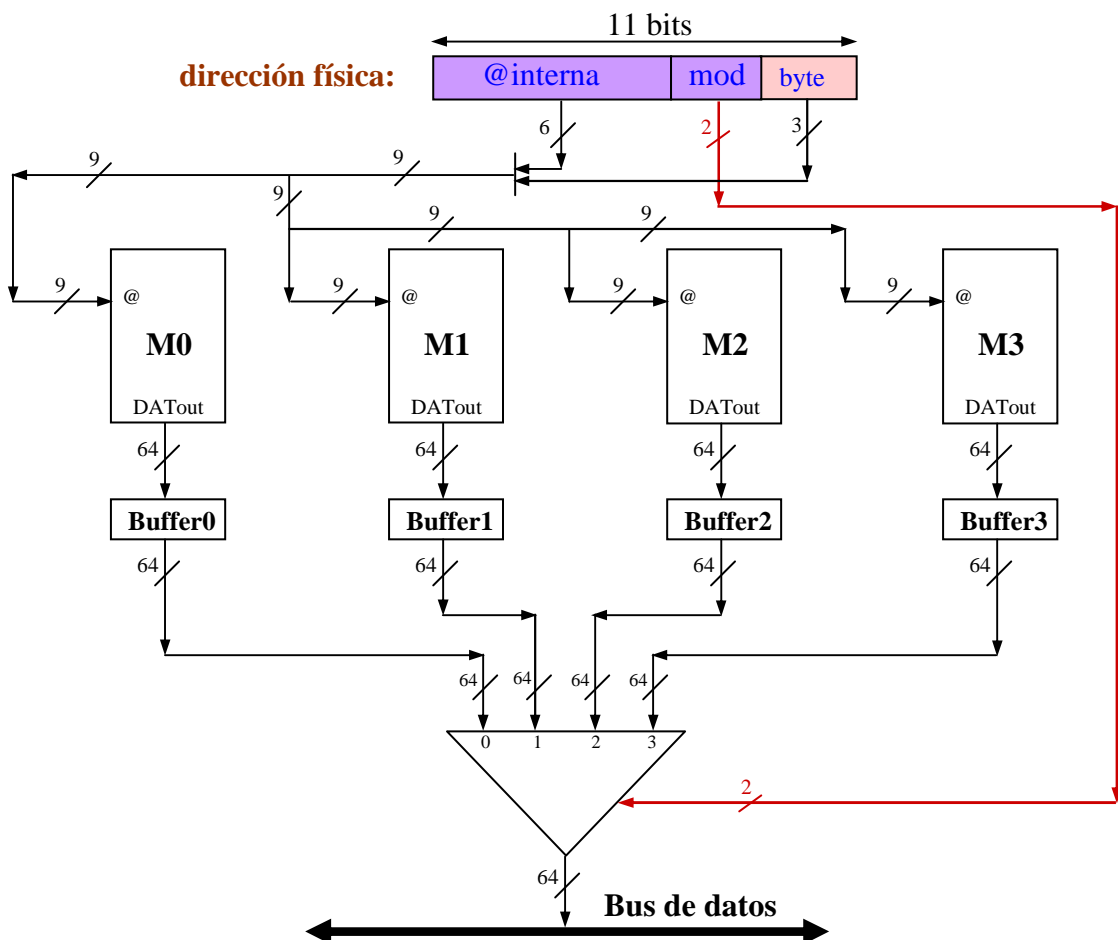 11 bits
dirección física: @interna mod byte
6 2 3
9 9
9
9 9
9 9 9 9
@ @ @ @
M0 M1 M2 M3
DATout DATout DATout DATout
64 64 64 64
Buffer0 Buffer1 Buffer2 Buffer3
64 64 64 64
64 64 64 64
0 1 2 3
2
64
Bus de datos